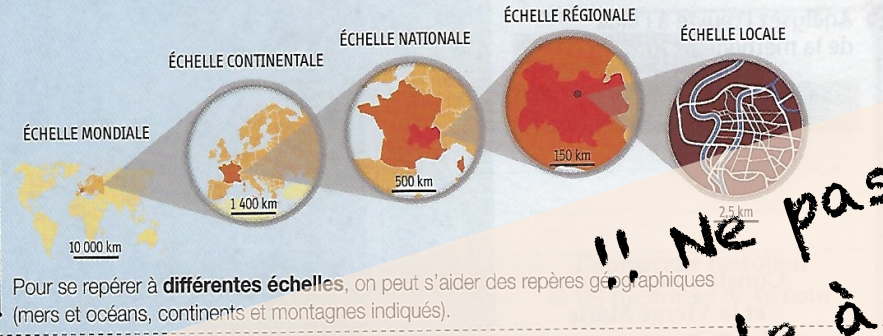 ÉCHELLE RÉGIONALE
ÉCHELLE LOCALE
ÉCHELLE NATIONALE
ÉCHELLE CONTINENTALE
ÉCHELLE MONDIALE
150 km
500 km
1 400 km
2,5 km
10 000 km
!! Ne pas
Pour se repérer à différentes échelles, on peut s'aider des repères géographiques
(mers et océans, continents et montagnes indiqués).
à